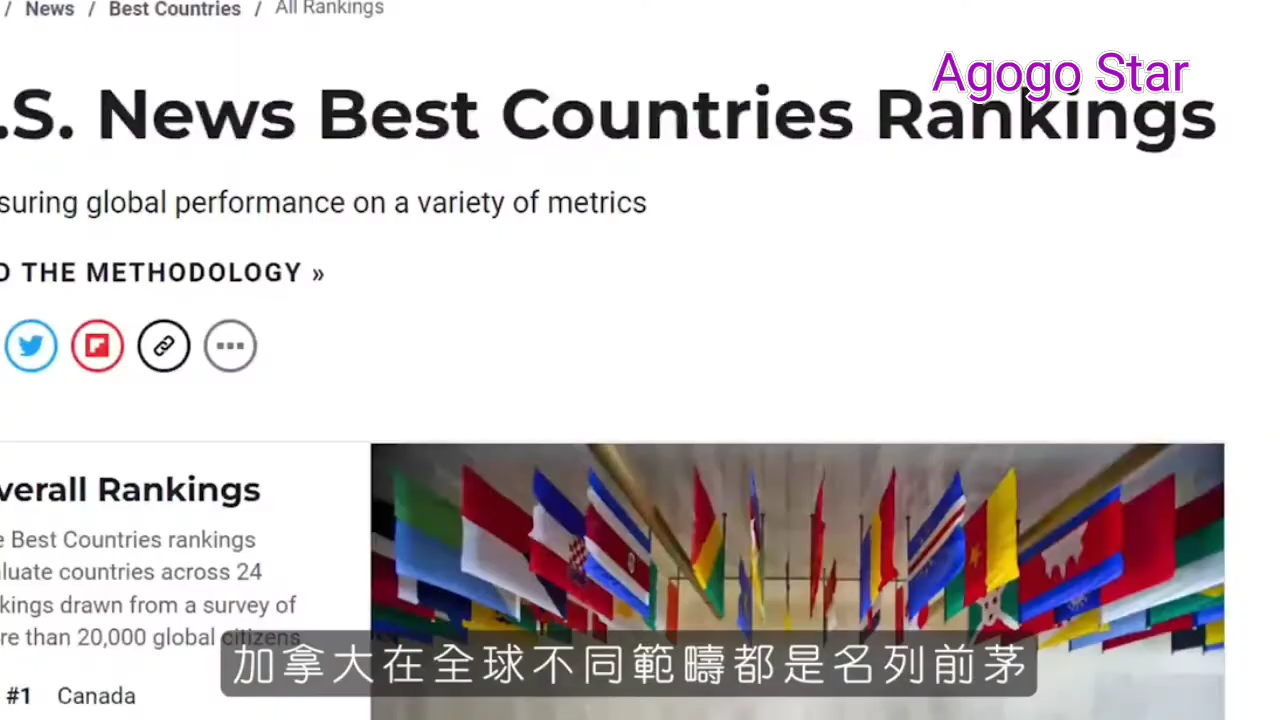 / News / Best Countries / All Rankings
Agogo Star
.S. News Best Countries Rankings
suring global performance on a variety of metrics
D THE METHODOLOGY »
verall Rankings
e Best Countries rankings
luate countries across 24
kings drawn from a survey of
re than 20,000 global citizens
加拿大在全球不同範疇都是名列前茅
#1 Canada